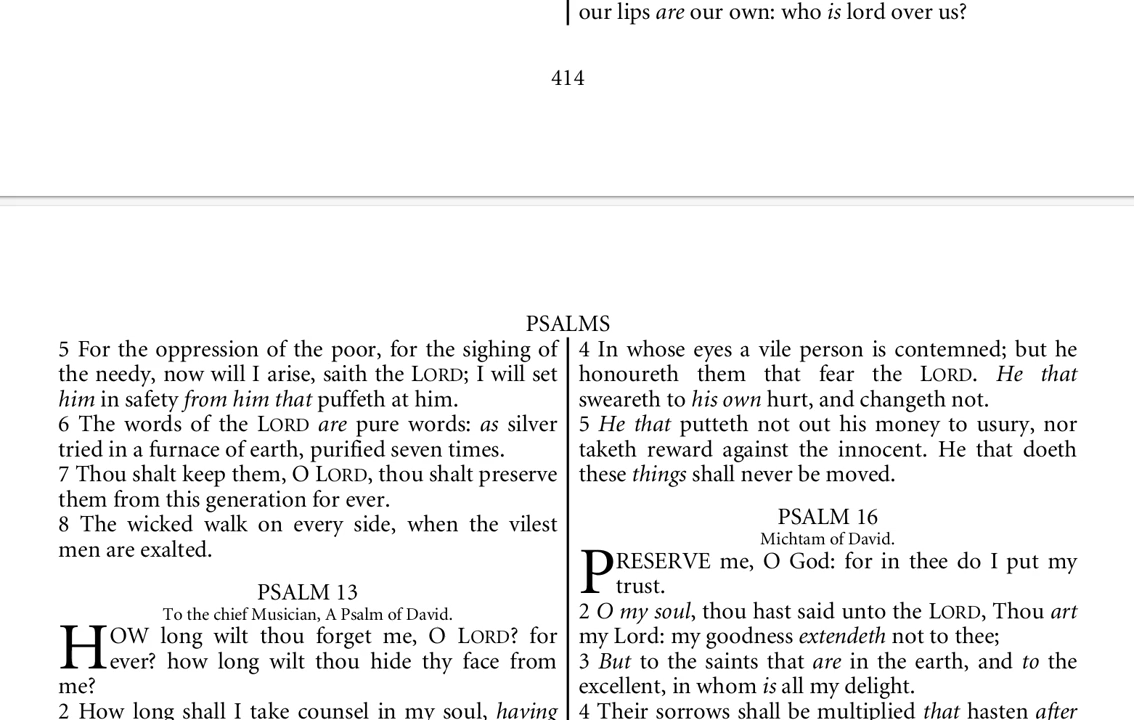 our lips are our own: who is lord over us?
414
PSALMS
5 For the oppression of the poor, for the sighing of
the needy, now will I arise, saith the LORD; I will set
him in safety from him that puffeth at him.
6 The words of the LORD are pure words: as silver
tried in a furnace of earth, purified seven times.
7 Thou shalt keep them, O LORD, thou shalt preserve
them from this generation for ever.
8 The wicked walk on every side, when the vilest
men are exalted.
PSALM 13
To the chief Musician, A Psalm of David.
HOW long wilt thou forget me, O LORD? for
ever? how long wilt thou hide thy face from
me?
2 How long shall I take counsel in my soul, having
4 In whose eyes a vile person is contemned; but he
honoureth them that fear the LORD. He that
sweareth to his own hurt, and changeth not.
5 He that putteth not out his money to usury, nor
taketh reward against the innocent. He that doeth
these things shall never be moved.
PSALM 16
Michtam of David.
PRESERVE me, O God: for in thee do I put my
trust.
2 O my soul, thou hast said unto the LORD, Thou art
my Lord: my goodness extendeth not to thee;
3 But to the saints that are in the earth, and to the
excellent, in whom is all my delight.
4 Their sorrows shall be multiplied that hasten after